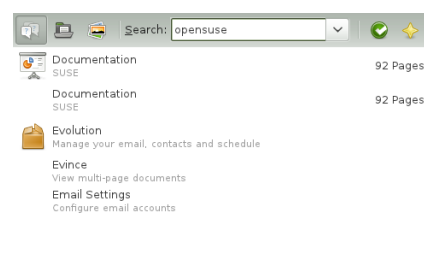 Search: opensuse
Documentation 92 Pages
SUSE
Documentation 92 Pages
SUSE
Evolution
Manage your email, contacts and schedule
Evince
View multi-page documents
Email Settings
Configure email accounts